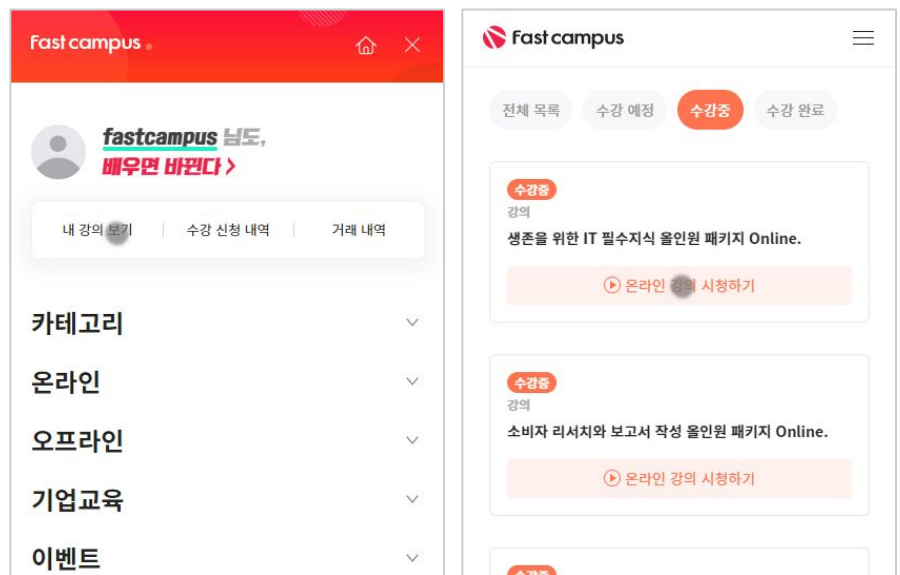 Fast campus
fastcampus 님도,
배우면 바뀐다 >
내 강의 보기
수강 신청 내역
거래 내역
카테고리
온라인
오프라인
기업교육
이벤트
Fast campus
전체 목록
수강 예정
수강중
수강 완료
수강중
강의
생존을 위한 IT 필수지식 올인원 패키지 Online.
온라인 강의 시청하기
수강중
강의
소비자 리서치와 보고서 작성 올인원 패키지 Online.
온라인 강의 시청하기
수강중